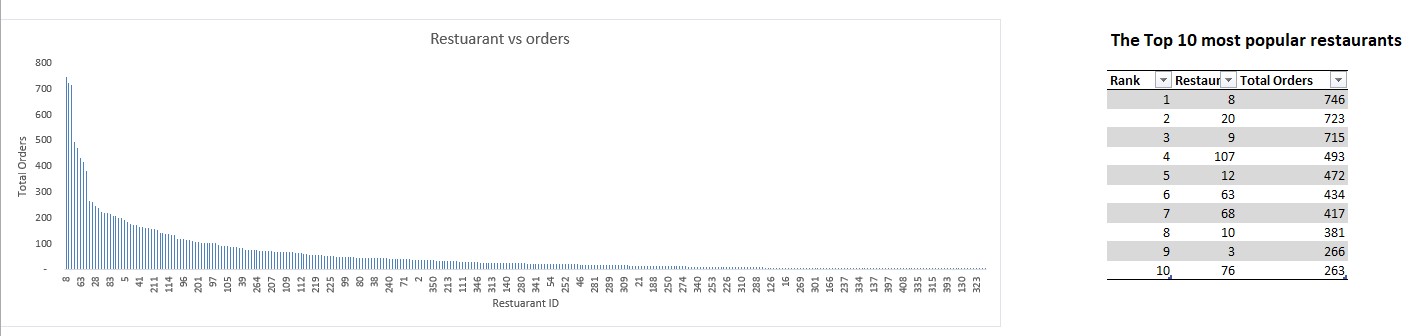 Restuarant vs orders
800
700
600
500
400
300
200
100
-
Total Orders
8 63 28 83 5 41 211 114 96 201 97 105 39 264 207 109 112 219 225 99 80 38 240 71 2 350 213 111 346 313 140 280 341 54 252 46 281 289 309 21 188 250 274 340 253 226 310 288 126 16 269 301 166 237 334 137 397 408 335 315 393 130 323
Restuarant ID
The Top 10 most popular restaurants
Rank Restaur Total Orders
1 8 746
2 20 723
3 9 715
4 107 493
5 12 472
6 63 434
7 68 417
8 10 381
9 3 266
10 76 263